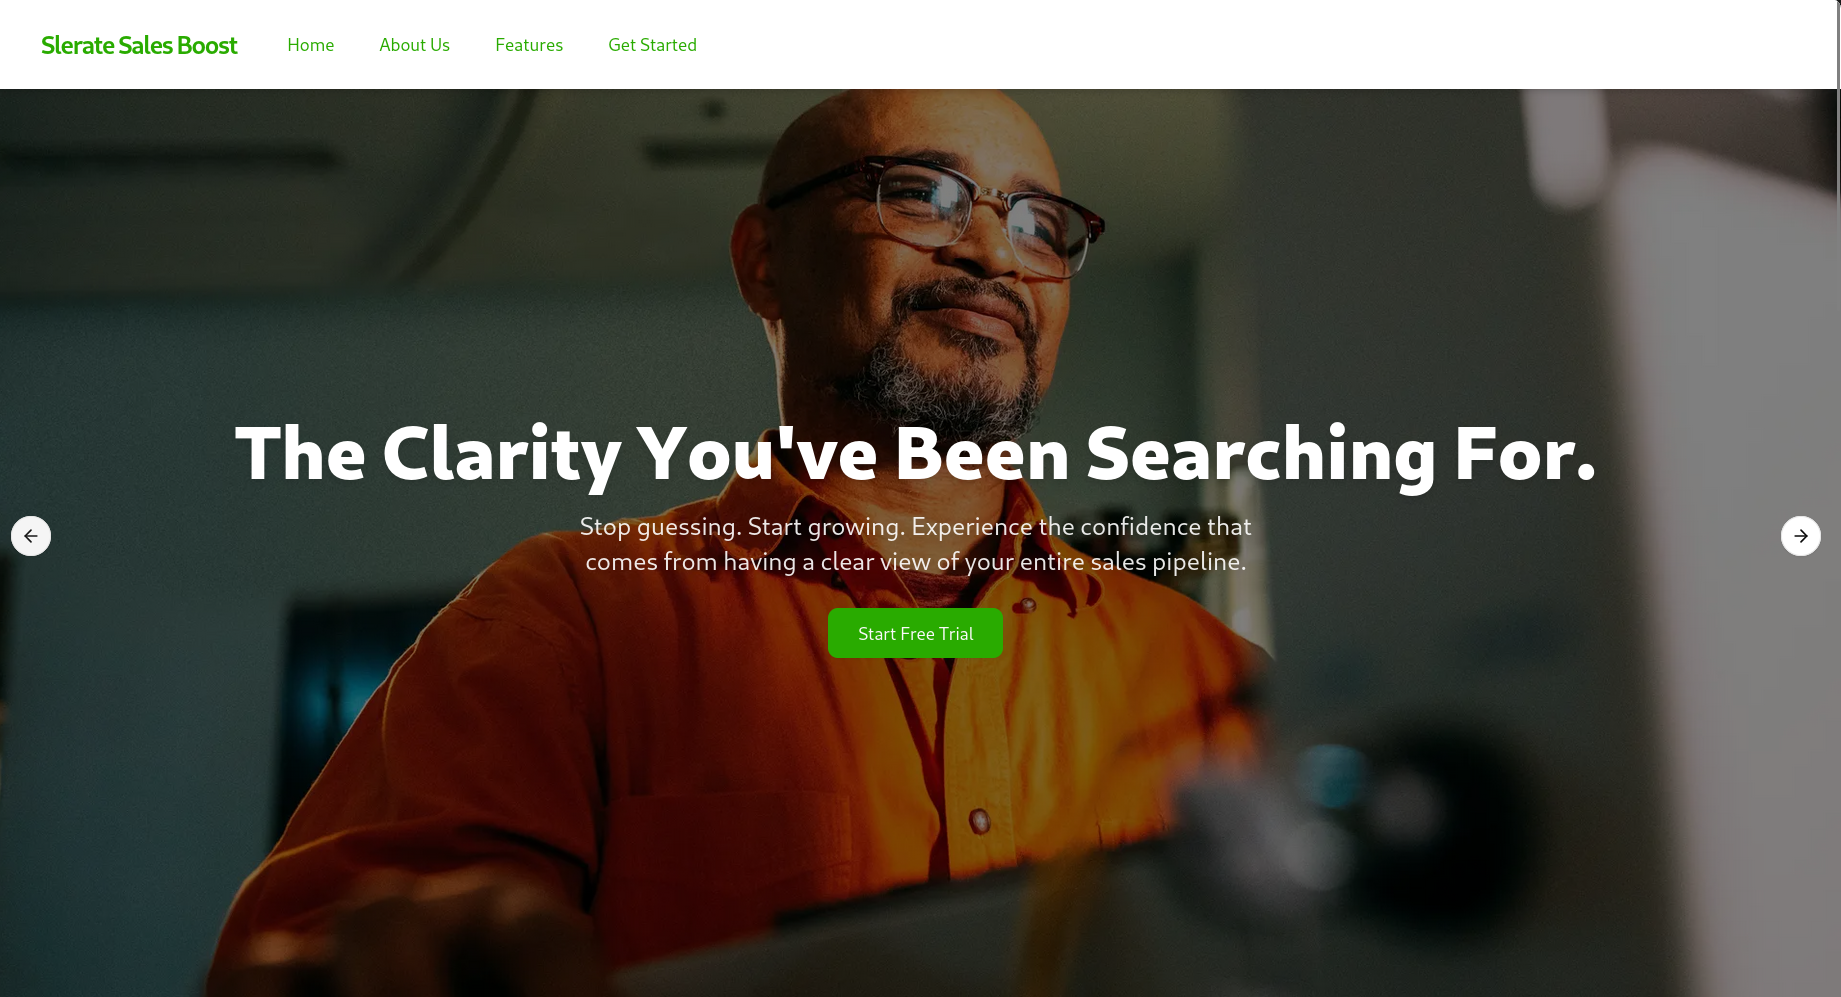 Slerate Sales Boost
Home
About Us
Features
Get Started
The Clarity You've Been Searching For.
Stop guessing. Start growing. Experience the confidence that
comes from having a clear view of your entire sales pipeline.
Start Free Trial